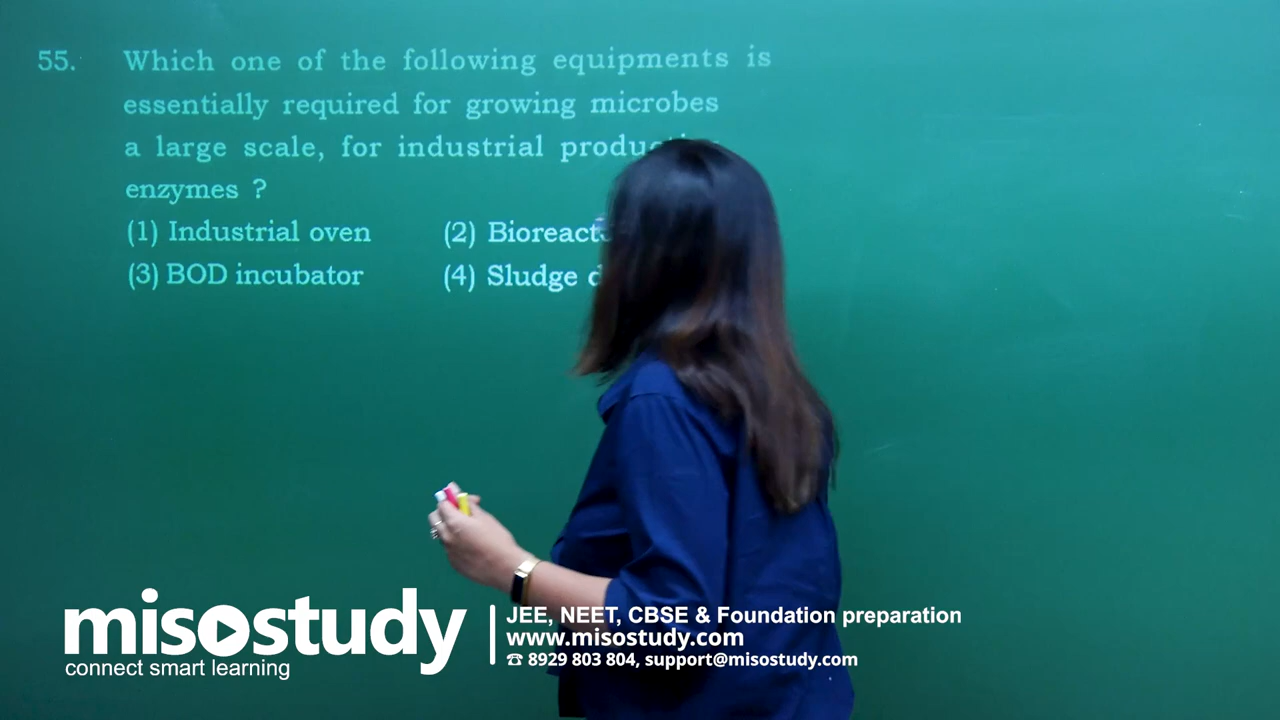 55. Which one of the following equipments is
essentially required for growing microbes
a large scale, for industrial
enzymes ?
(1) Industrial oven (2)
(3) BOD incubator (4) Sludge
misostudy
connect smart learning
JEE, NEET, CBSE & Foundation preparation
www.misostudy.com
☎ 8929 803 804, support@misostudy.com